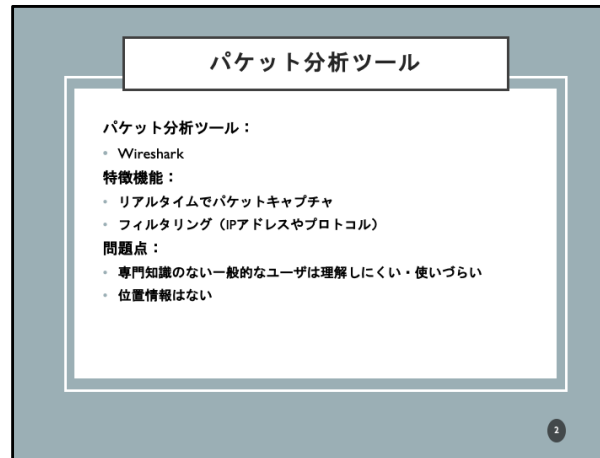 パケット分析ツール
パケット分析ツール：
• Wireshark
特徴機能：
• リアルタイムでパケットキャプチャ
• フィルタリング（IPアドレスやプロトコル）
問題点：
• 専門知識のない一般的なユーザは理解しにくい・使いづらい
• 位置情報はない
2